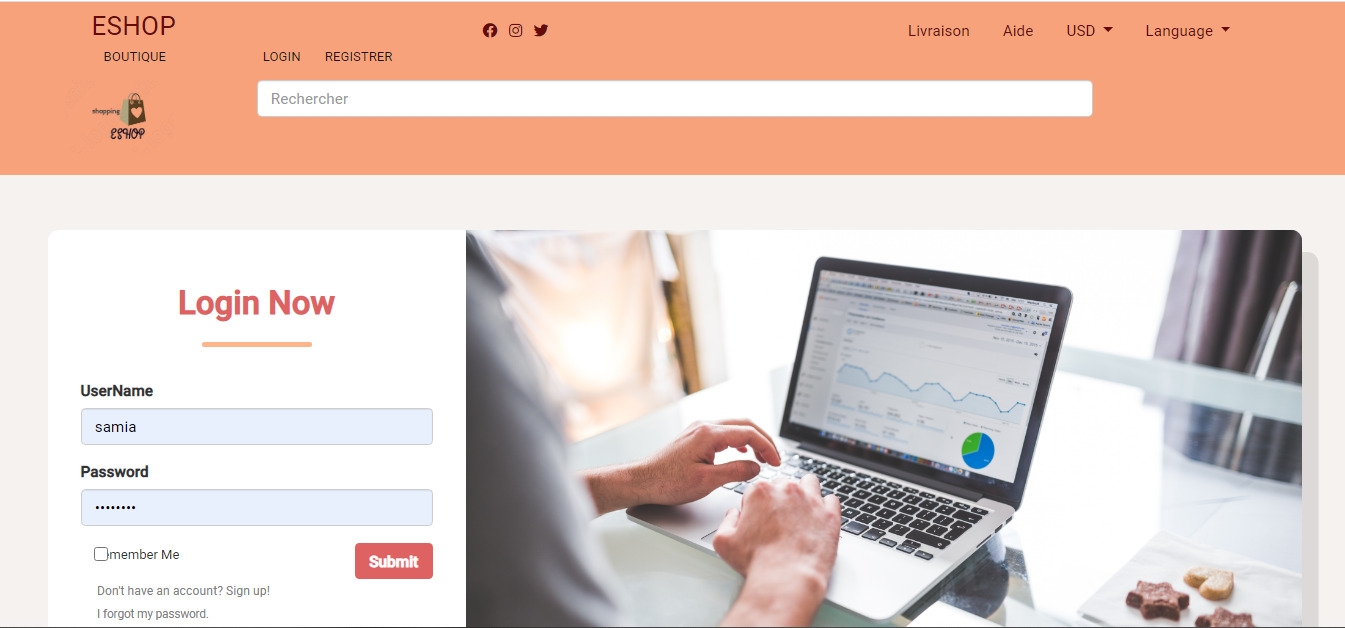 ESHOP
Livraison Aide USD Language
BOUTIQUE LOGIN REGISTRER
Rechercher
shopping
ESHOP
Login Now
UserName
samia
Password
••••••••
member Me
Submit
Don't have an account? Sign up!
I forgot my password.